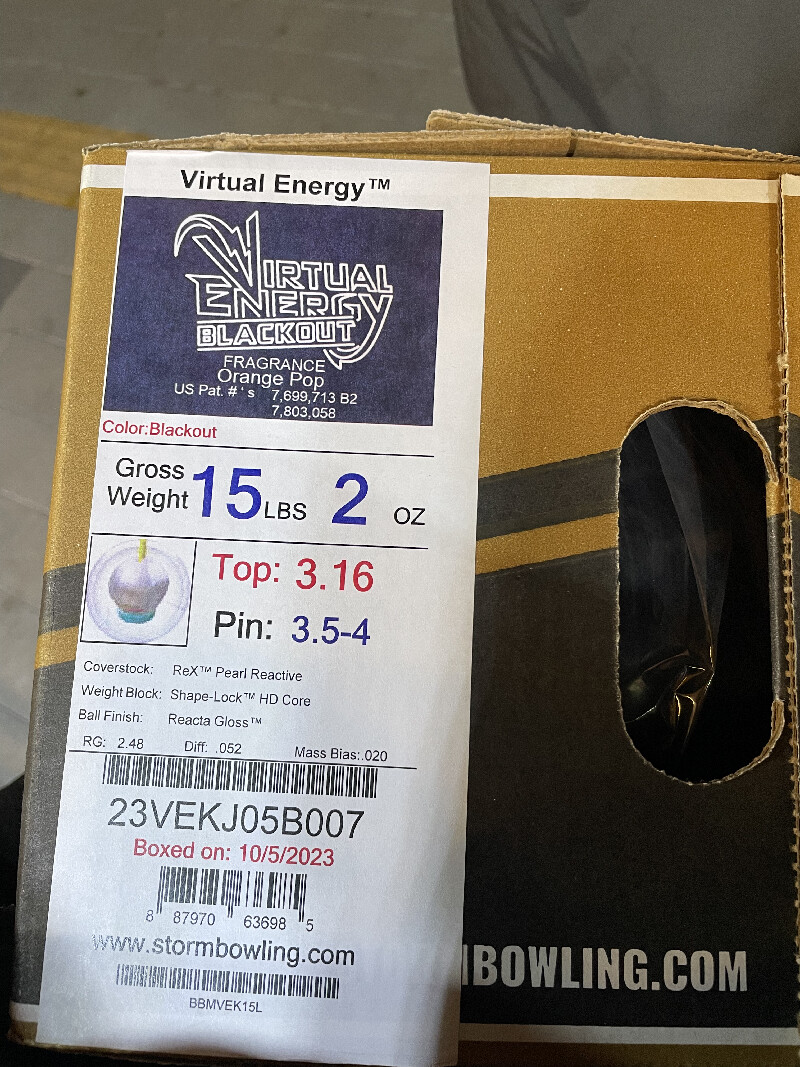 Virtual Energy™
VIRTUAL
ENERGY
BLACKOUT
FRAGRANCE
Orange Pop
US Pat. #'s 7,699,713 B2
7,803,058
Color:Blackout
Gross Weight 15 LBS 2 OZ
Top: 3.16
Pin: 3.5-4
Coverstock: ReX™ Pearl Reactive
Weight Block: Shape-Lock™ HD Core
Ball Finish: Reacta Gloss™
RG: 2.48 Diff: .052 Mass Bias:.020
23VEKJ05B007
Boxed on: 10/5/2023
8 87970 63698 5
www.stormbowling.com
BBMVEK15L
BOWLING.COM